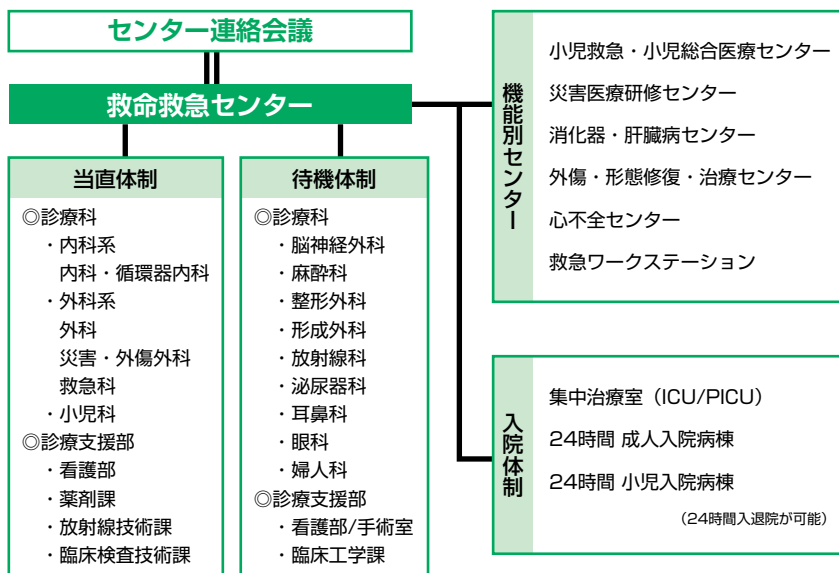 センター連絡会議
救命救急センター
当直体制
◎診療科
・内科系
内科・循環器内科
・外科系
外科
災害・外傷外科
救急科
・小児科
◎診療支援部
・看護部
・薬剤課
・放射線技術課
・臨床検査技術課
待機体制
◎診療科
・脳神経外科
・麻酔科
・整形外科
・形成外科
・放射線科
・泌尿器科
・耳鼻科
・眼科
・婦人科
◎診療支援部
・看護部/手術室
・臨床工学課
機能別センター
小児救急・小児総合医療センター
災害医療研修センター
消化器・肝臓病センター
外傷・形態修復・治療センター
心不全センター
救急ワークステーション
入院体制
集中治療室（ICU/PICU）
24時間 成人入院病棟
24時間 小児入院病棟
（24時間入退院が可能）